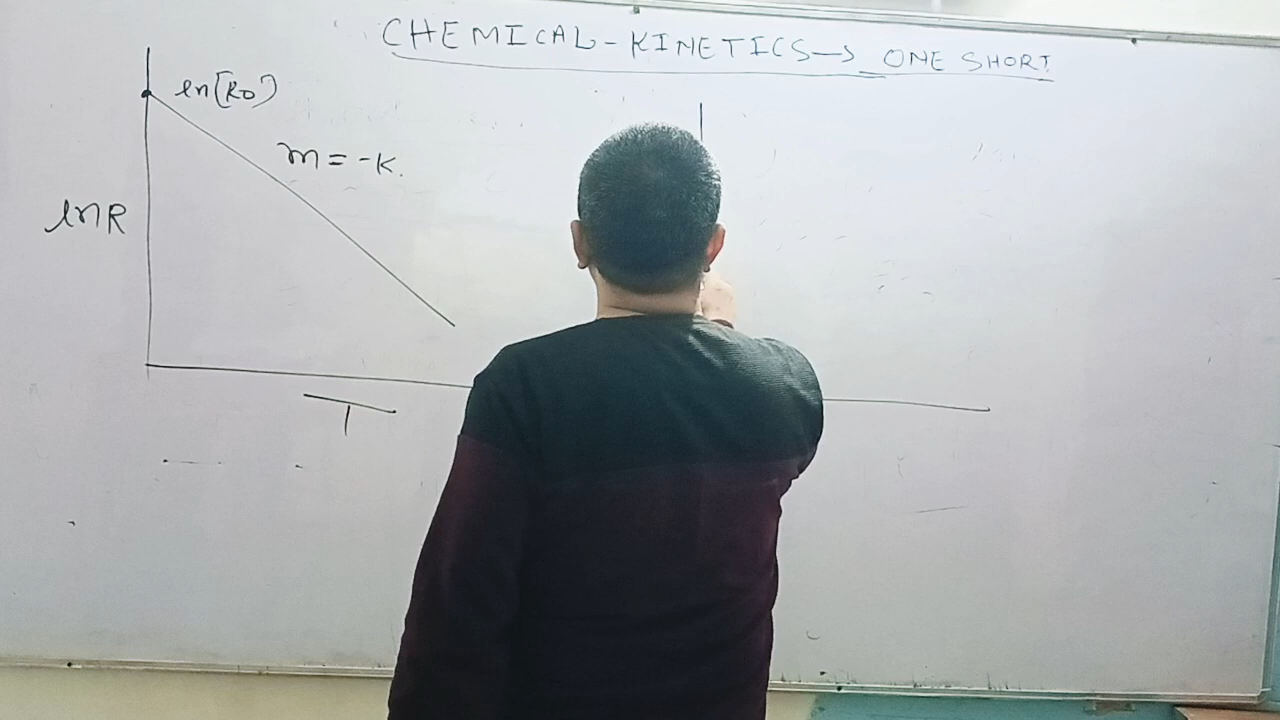 CHEMICAL-KINETICS→ ONE SHORT
ln[R0)
m = -K.
lnR
T